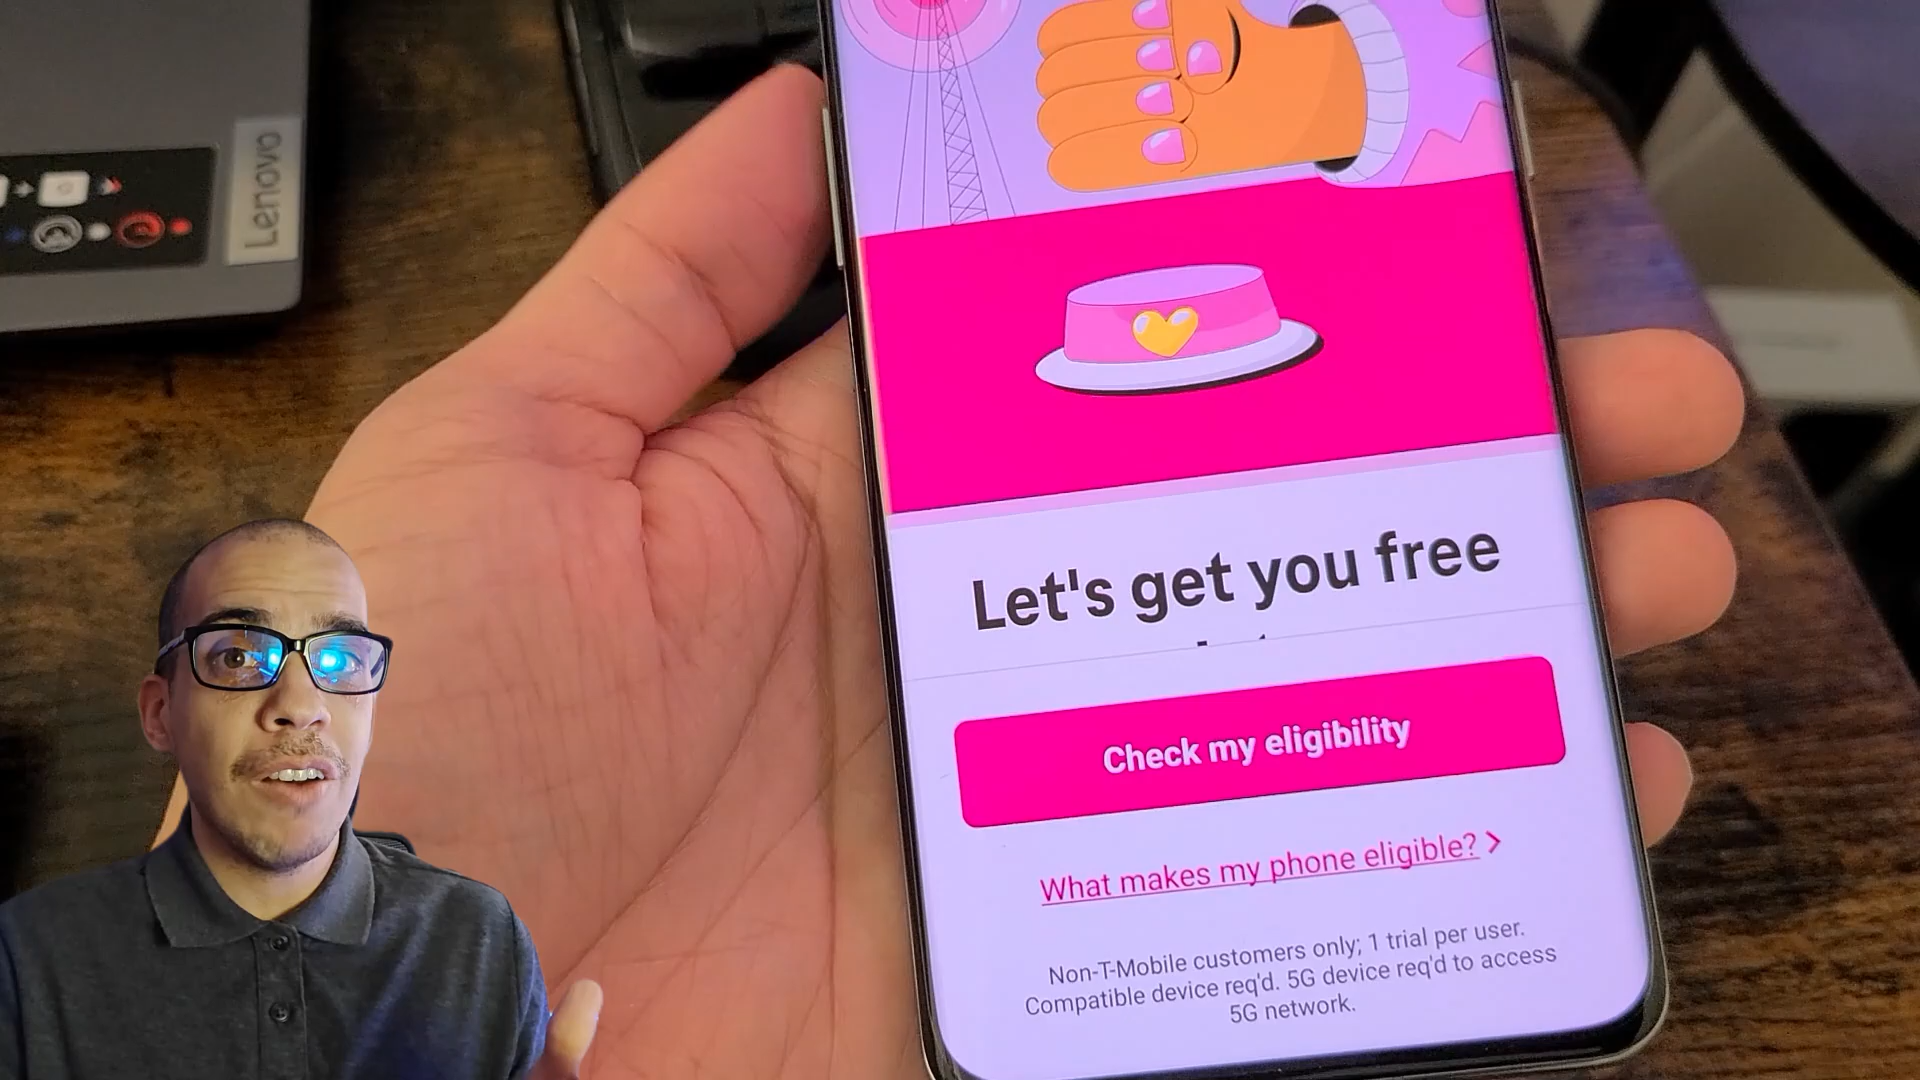 Lenovo
Let's get you free
Check my eligibility
What makes my phone eligible? >
Non-T-Mobile customers only; 1 trial per user.
Compatible device req'd. 5G device req'd to access
5G network.